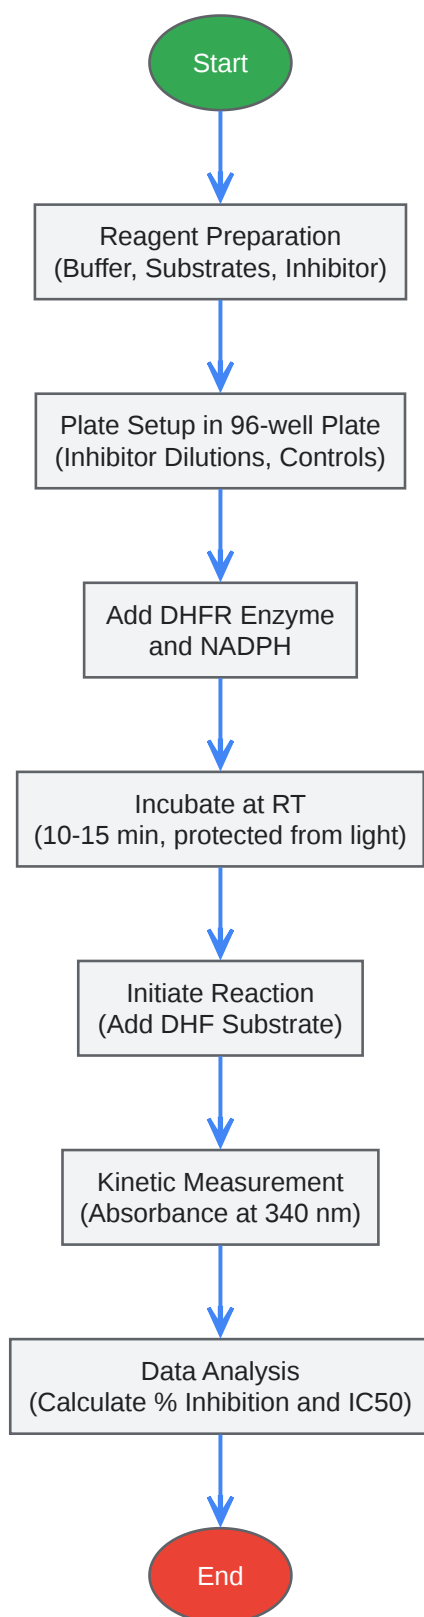 Start
Reagent Preparation
(Buffer, Substrates, Inhibitor)
Plate Setup in 96-well Plate
(Inhibitor Dilutions, Controls)
Add DHFR Enzyme
and NADPH
Incubate at RT
(10-15 min, protected from light)
Initiate Reaction
(Add DHF Substrate)
Kinetic Measurement
(Absorbance at 340 nm)
Data Analysis
(Calculate % Inhibition and IC50)
End